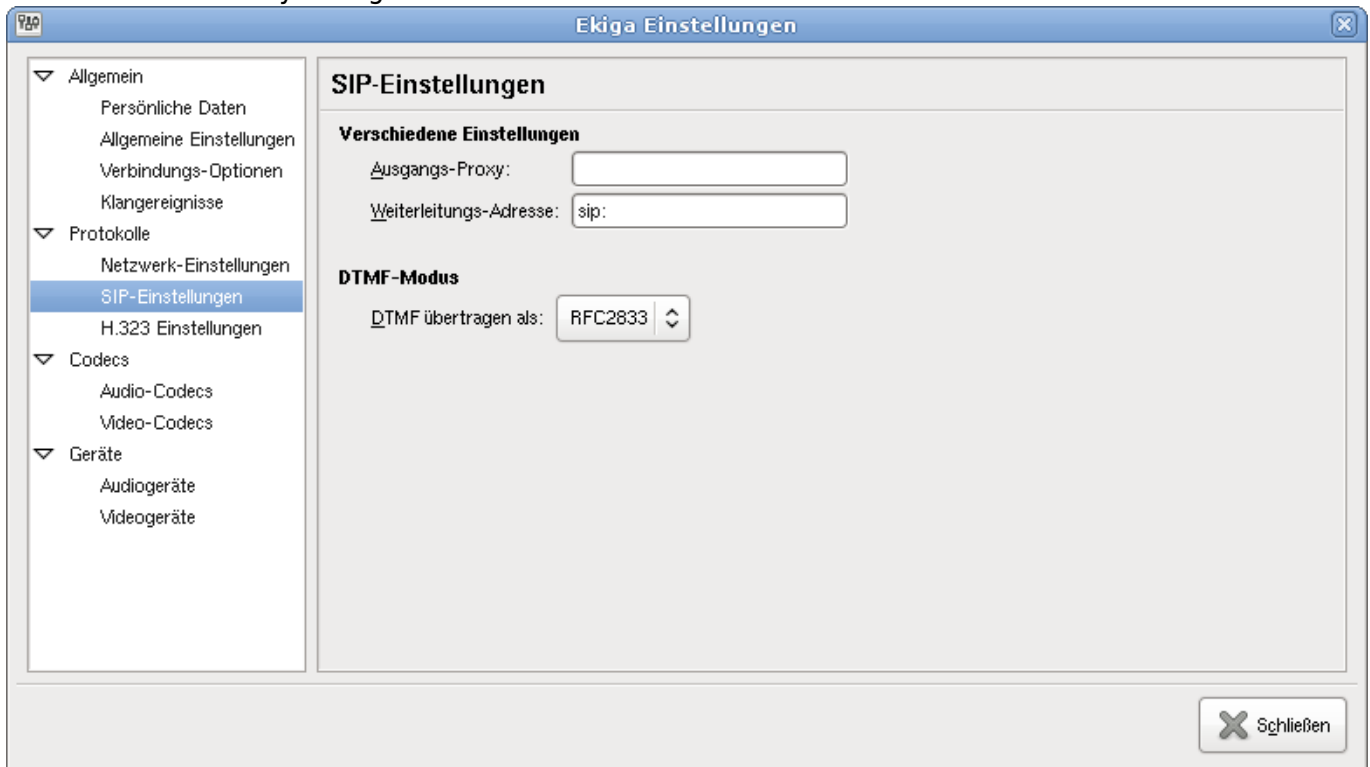 Ekiga Einstellungen
Allgemein
Persönliche Daten
Allgemeine Einstellungen
Verbindungs-Optionen
Klangereignisse
Protokolle
Netzwerk-Einstellungen
SIP-Einstellungen
H.323 Einstellungen
Codecs
Audio-Codecs
Video-Codecs
Geräte
Audiogeräte
Videogeräte
SIP-Einstellungen
Verschiedene Einstellungen
Ausgangs-Proxy:
Weiterleitungs-Adresse: sip:
DTMF-Modus
DTMF übertragen als: RFC2833
Schließen